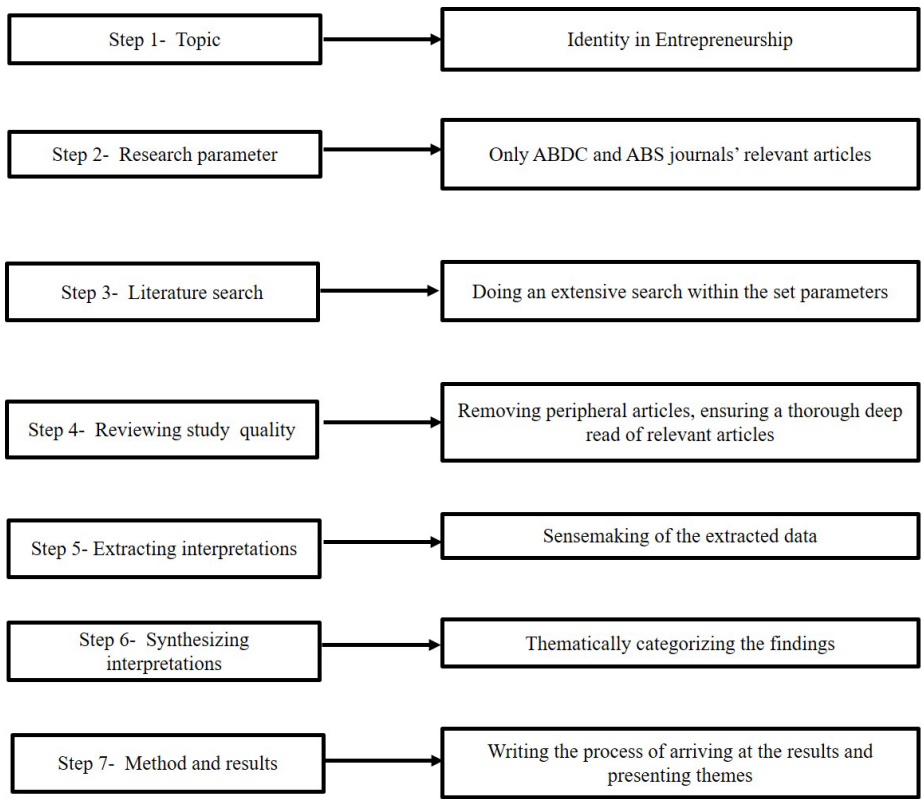 Step 1-  Topic
Identity in Entrepreneurship
Step 2-  Research parameter
Only ABDC and ABS journals’ relevant articles
Step 3-  Literature search
Doing an extensive search within the set parameters
Step 4-  Reviewing study  quality
Removing peripheral articles, ensuring a thorough deep
read of relevant articles
Step 5- Extracting interpretations
Sensemaking of the extracted data
Step 6-  Synthesizing
interpretations
Thematically categorizing the findings
Step 7-  Method and results
Writing the process of arriving at the results and
presenting themes